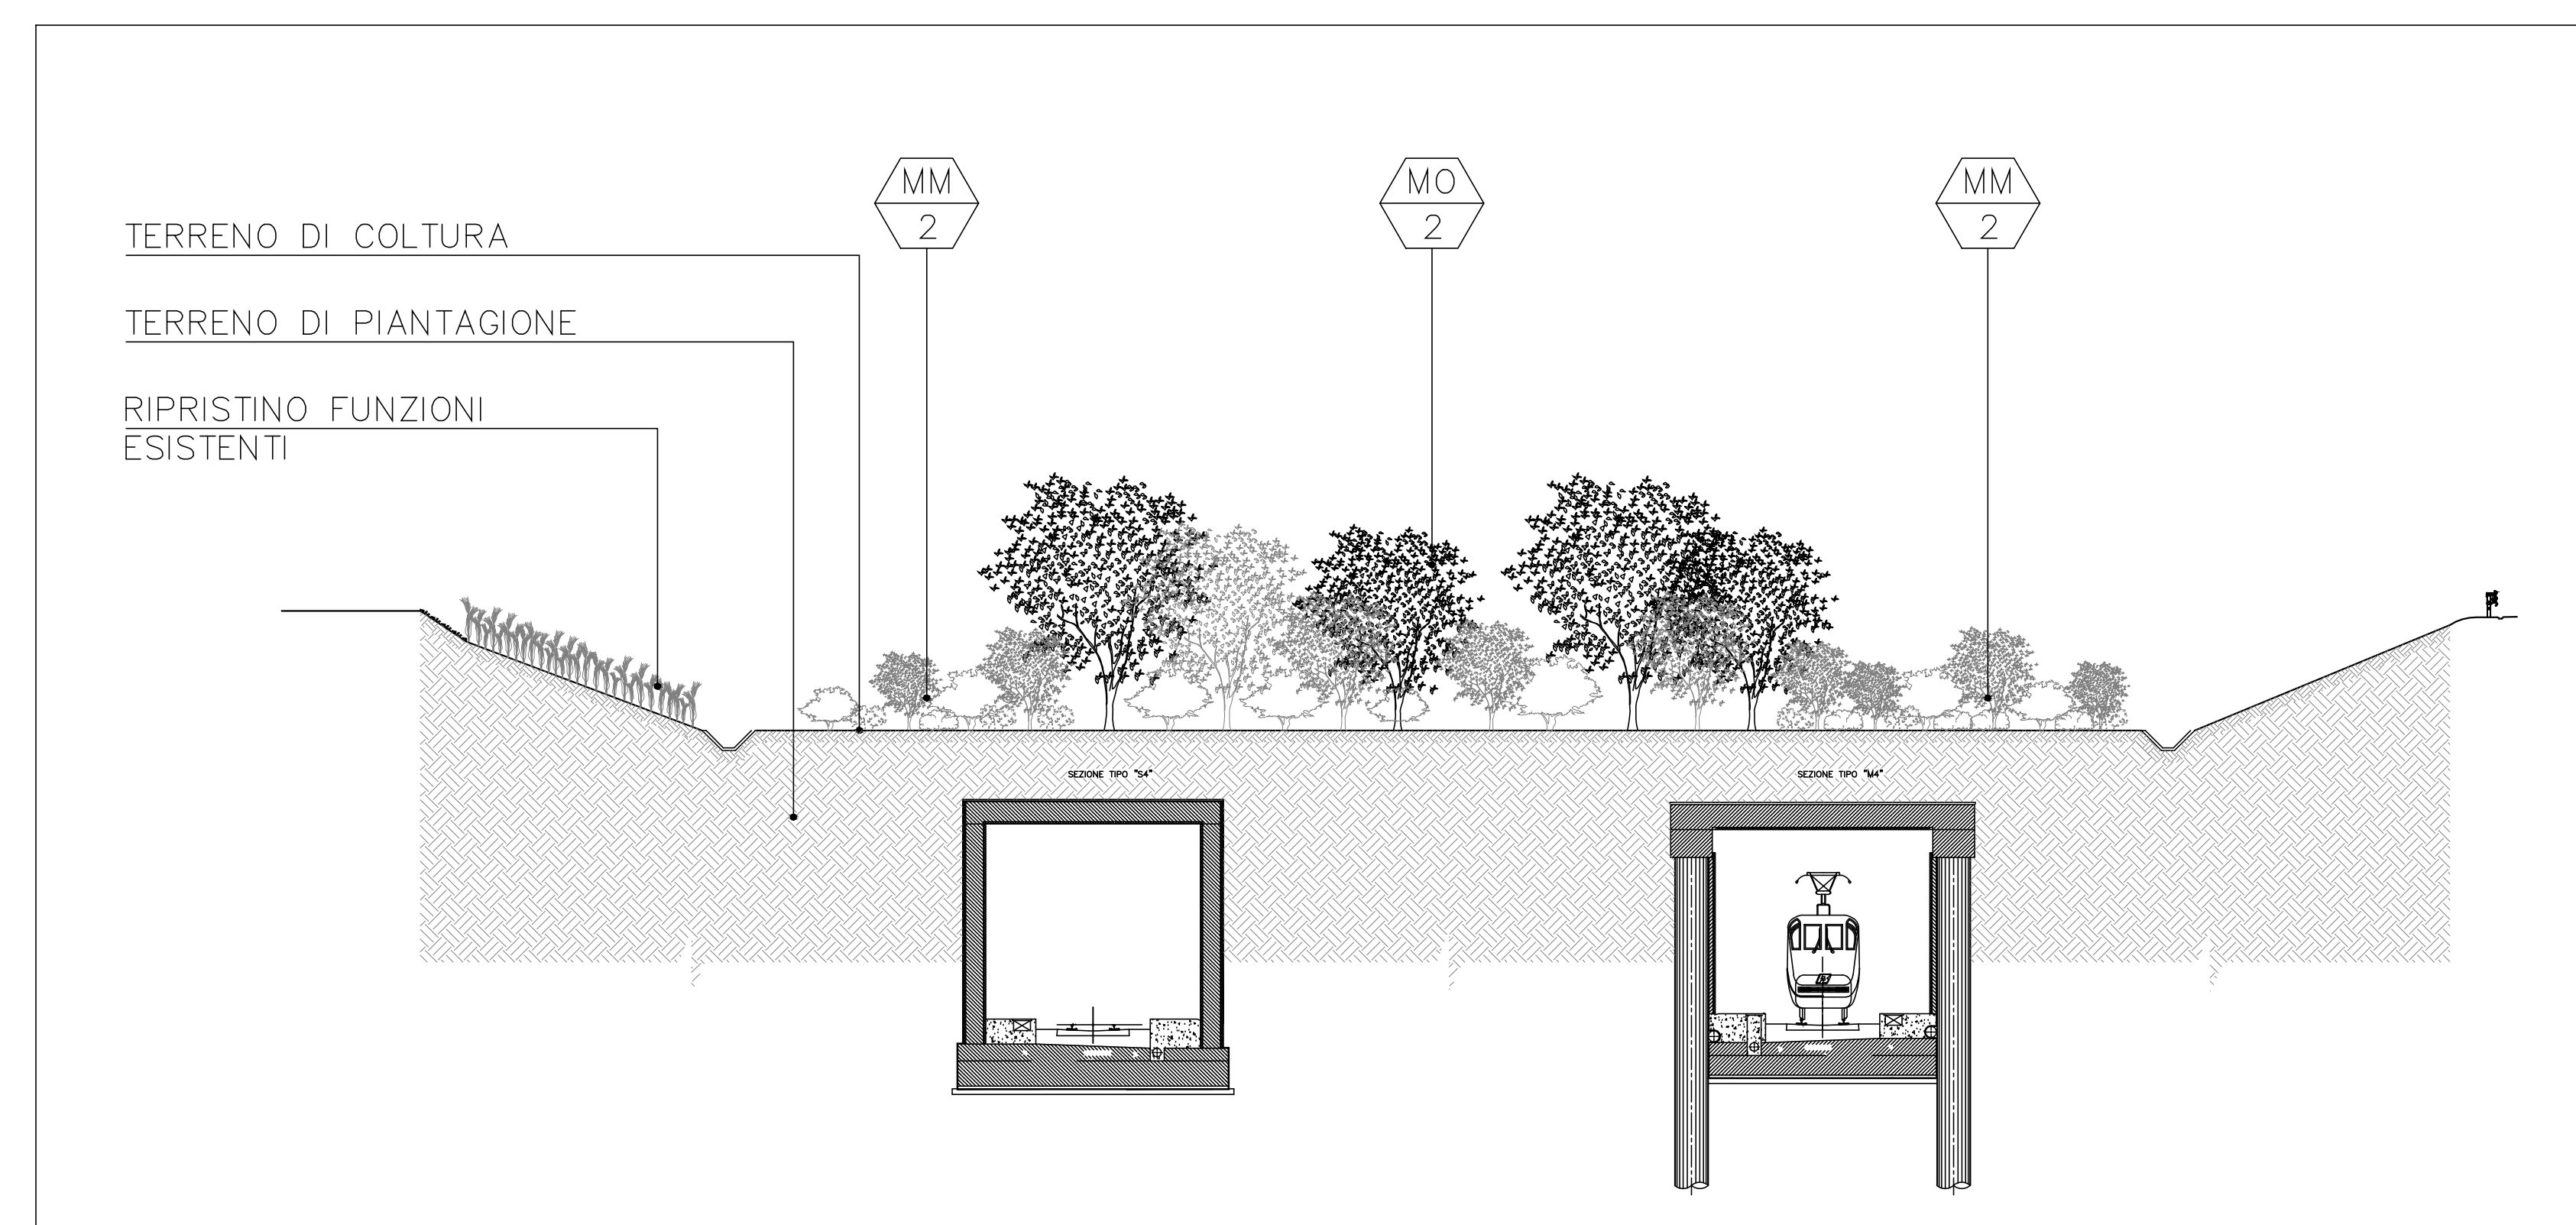 MM
2
MO
2
MM
2
TERRENO DI COLTURA
TERRENO DI PIANTAGIONE
RIPRISTINO FUNZIONI
ESISTENTI
SEZIONE TIPO "S4"
SEZIONE TIPO "M4"